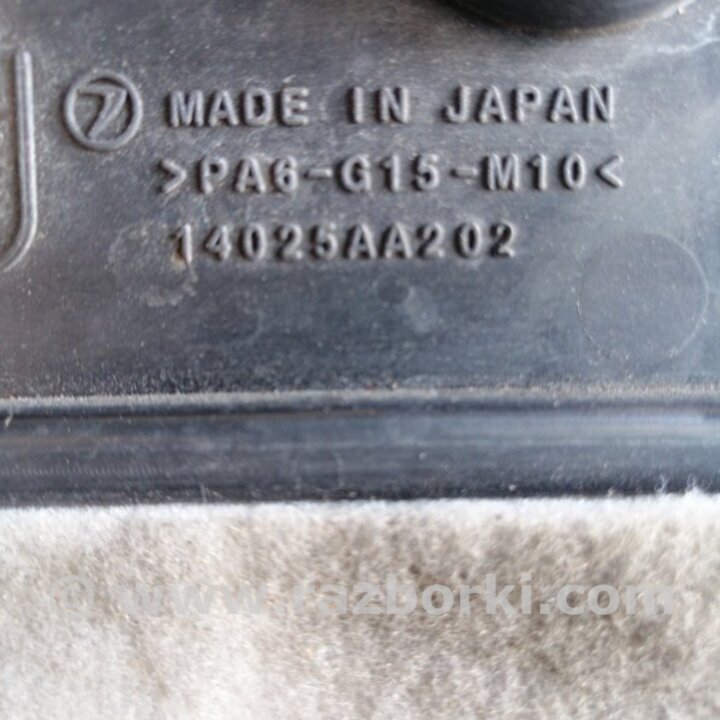 MADE IN JAPAN
>PA6-G15-M10<
14025AA202
© www.razborki.com